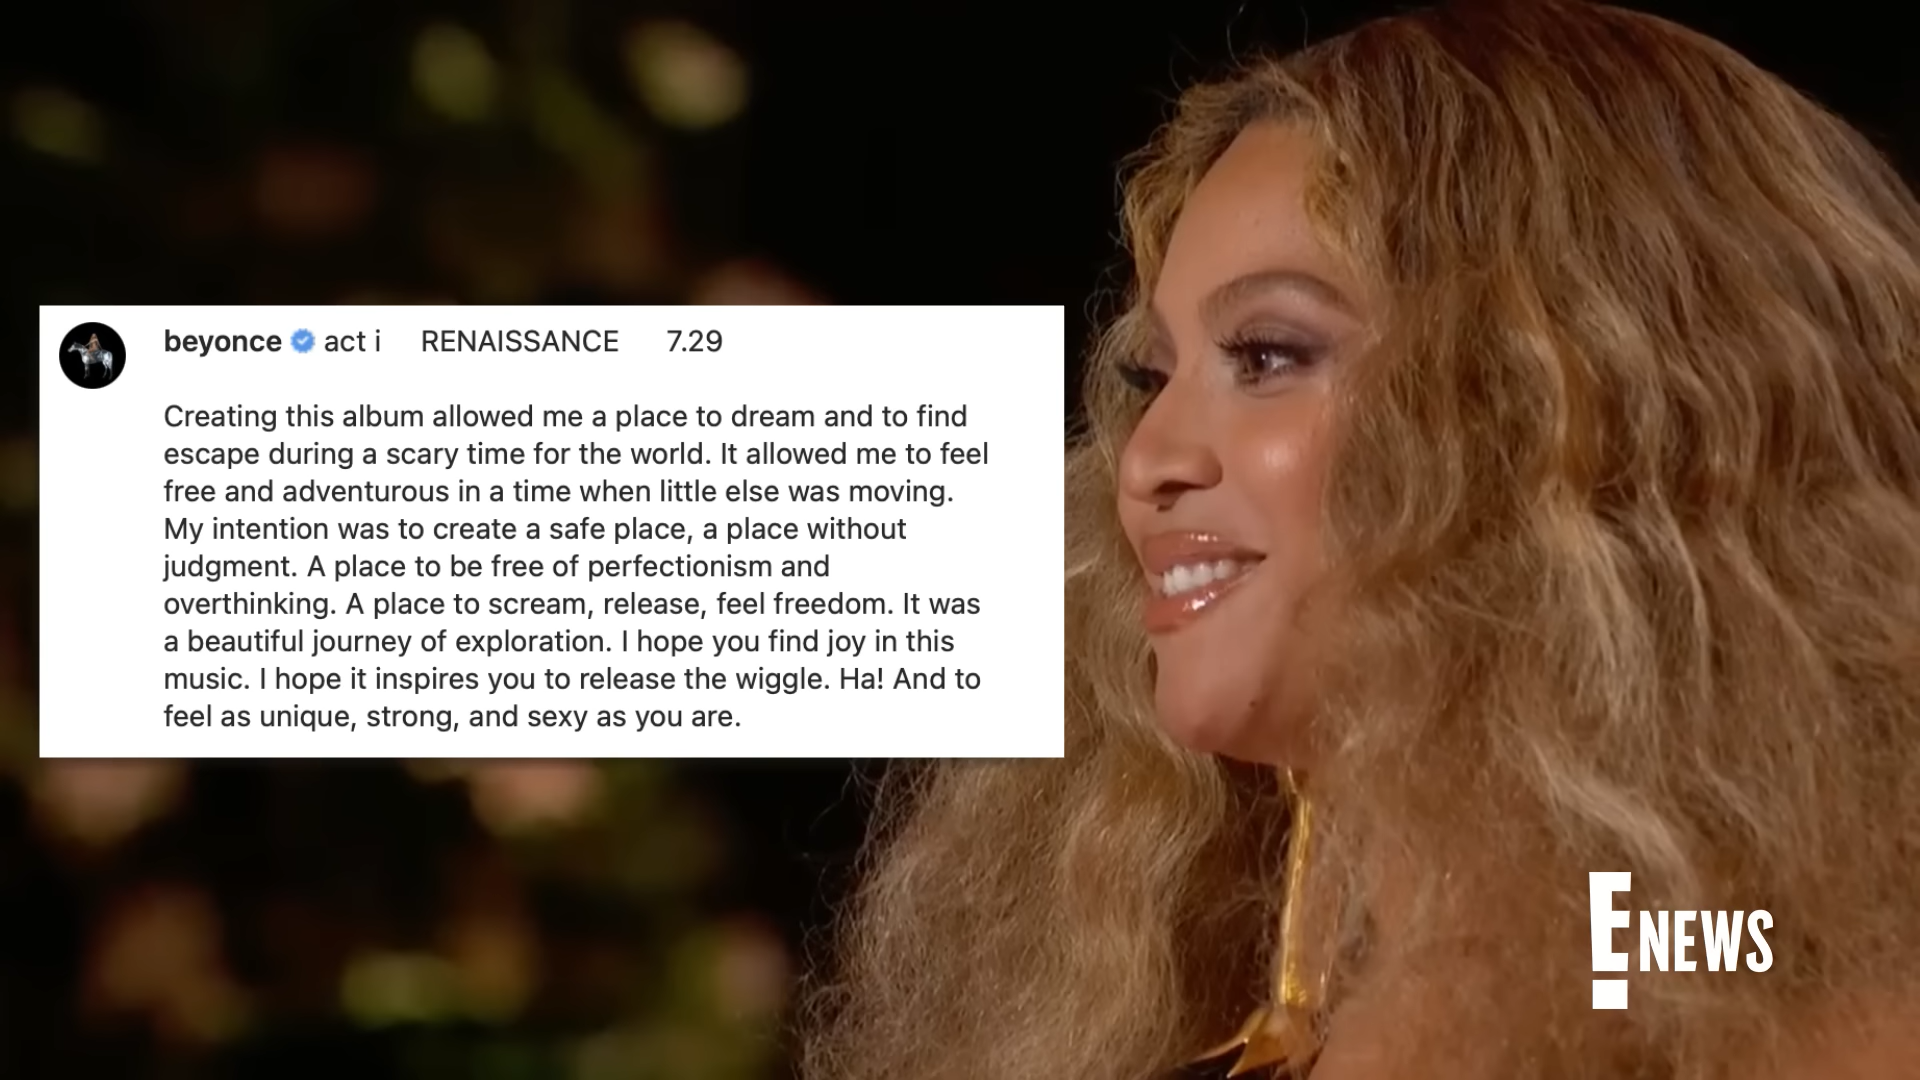 beyonce act i RENAISSANCE 7.29
Creating this album allowed me a place to dream and to find
escape during a scary time for the world. It allowed me to feel
free and adventurous in a time when little else was moving.
My intention was to create a safe place, a place without
judgment. A place to be free of perfectionism and
overthinking. A place to scream, release, feel freedom. It was
a beautiful journey of exploration. I hope you find joy in this
music. I hope it inspires you to release the wiggle. Ha! And to
feel as unique, strong, and sexy as you are.
E NEWS